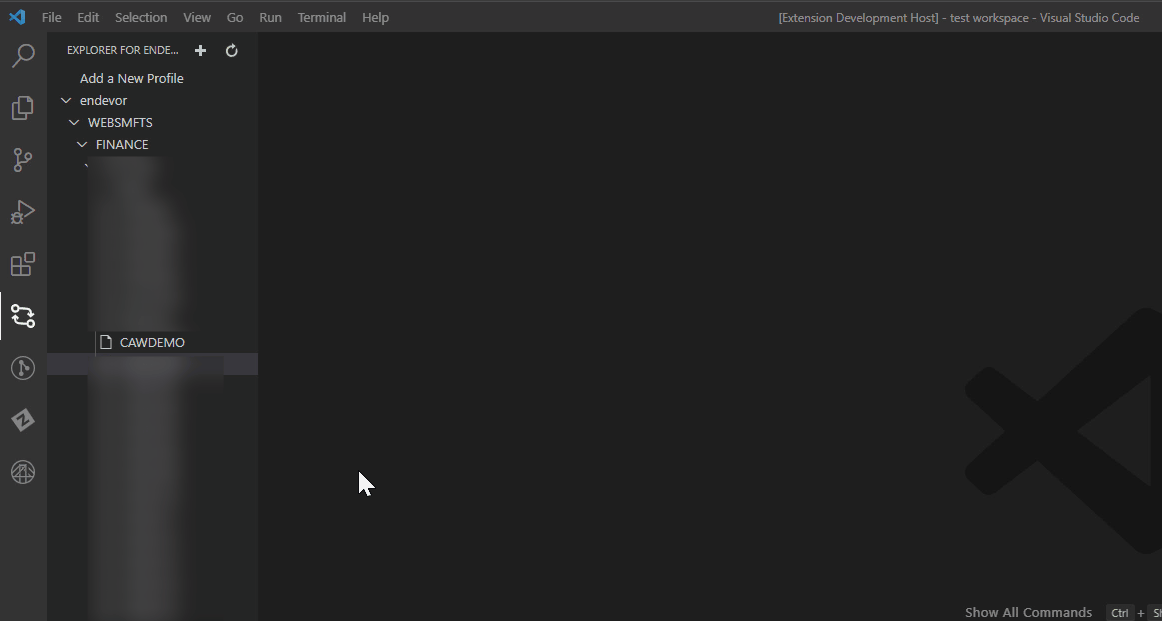 File Edit Selection View Go Run Terminal Help [Extension Development Host] - test workspace - Visual Studio Code
EXPLORER FOR ENDE...
Add a New Profile
endevor
WEBSMFTS
FINANCE
CAWDEMO
Show All Commands Ctrl +